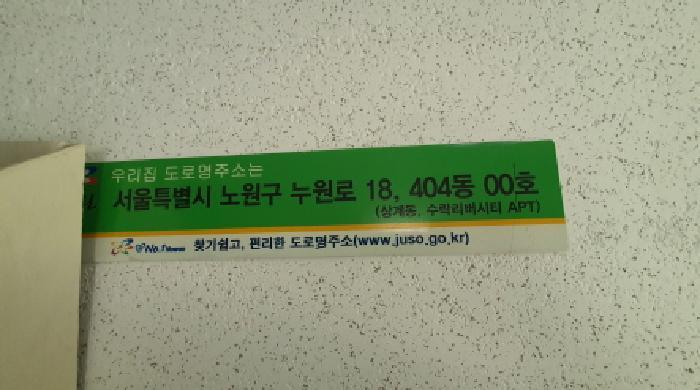 우리집 도로명주소는
서울특별시 노원구 누원로 18, 404동 00호
(상계동, 수락리버시티 APT)
찾기쉽고, 편리한 도로명주소(www.juso.go.kr)